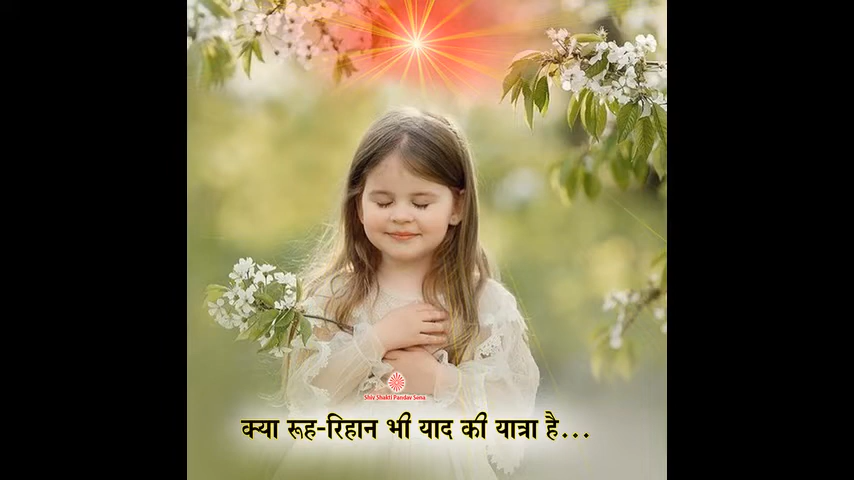 Shiv Shakti Pandav Sena
क्या रूह-रिहान भी याद की यात्रा है...